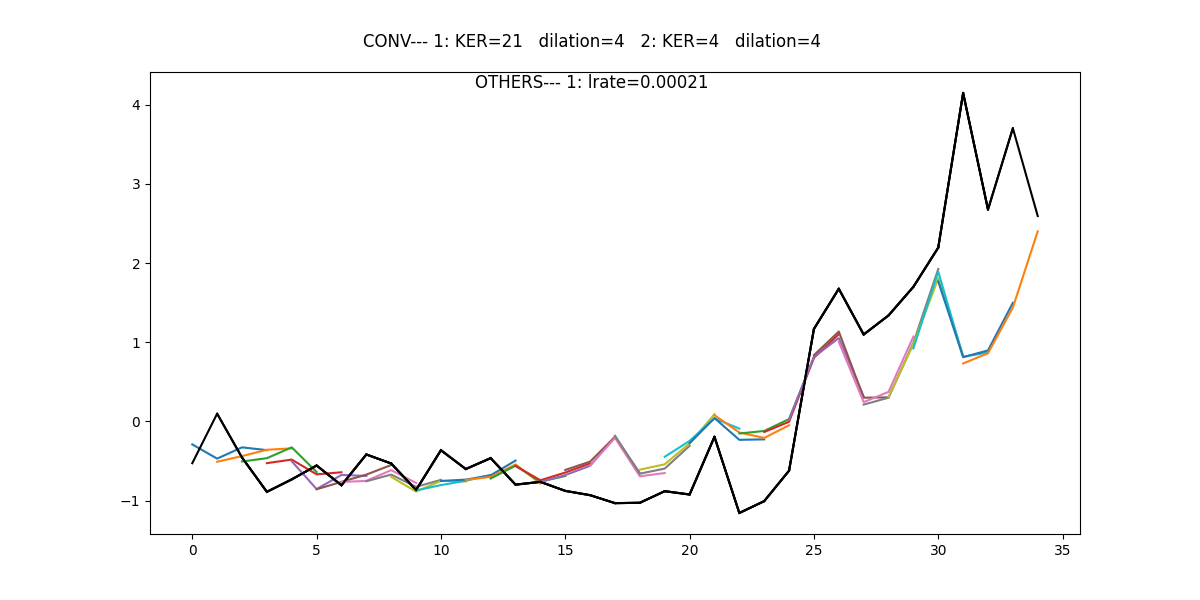 CONV--- 1: KER=21   dilation=4   2: KER=4   dilation=4
OTHERS--- 1: lrate=0.00021
4
3
2
1
0
−1
0 5 10 15 20 25 30 35